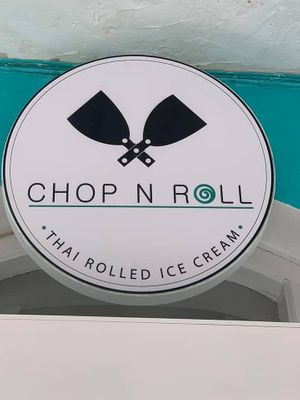 CHOP N ROLL
• THAI ROLLED ICE CREAM •